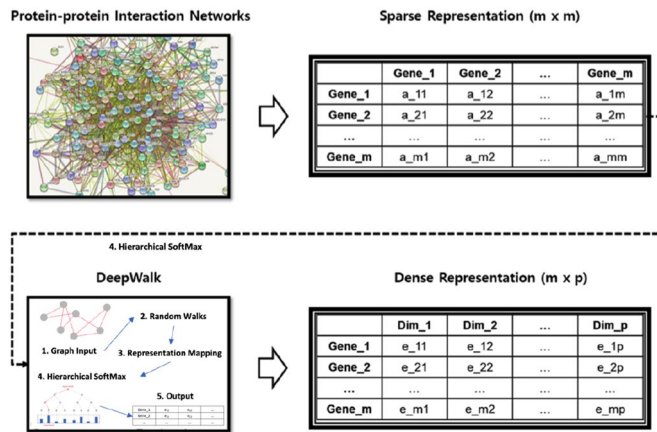 Protein-protein Interaction Networks
Sparse Representation (m x m)
Gene_1 Gene_2 ... Gene_m
Gene_1 a_11 a_12 ... a_1m
Gene_2 a_21 a_22 ... a_2m
... ... ... ... ...
Gene_m a_m1 a_m2 ... a_mm
4. Hierarchical SoftMax
DeepWalk
2. Random Walks
1. Graph Input
3. Representation Mapping
4. Hierarchical SoftMax
5. Output
Gene_1
Gene_2
Dense Representation (m x p)
Dim_1 Dim_2 ... Dim_p
Gene_1 e_11 e_12 ... e_1p
Gene_2 e_21 e_22 ... e_2p
... ... ... ... ...
Gene_m e_m1 e_m2 ... e_mp